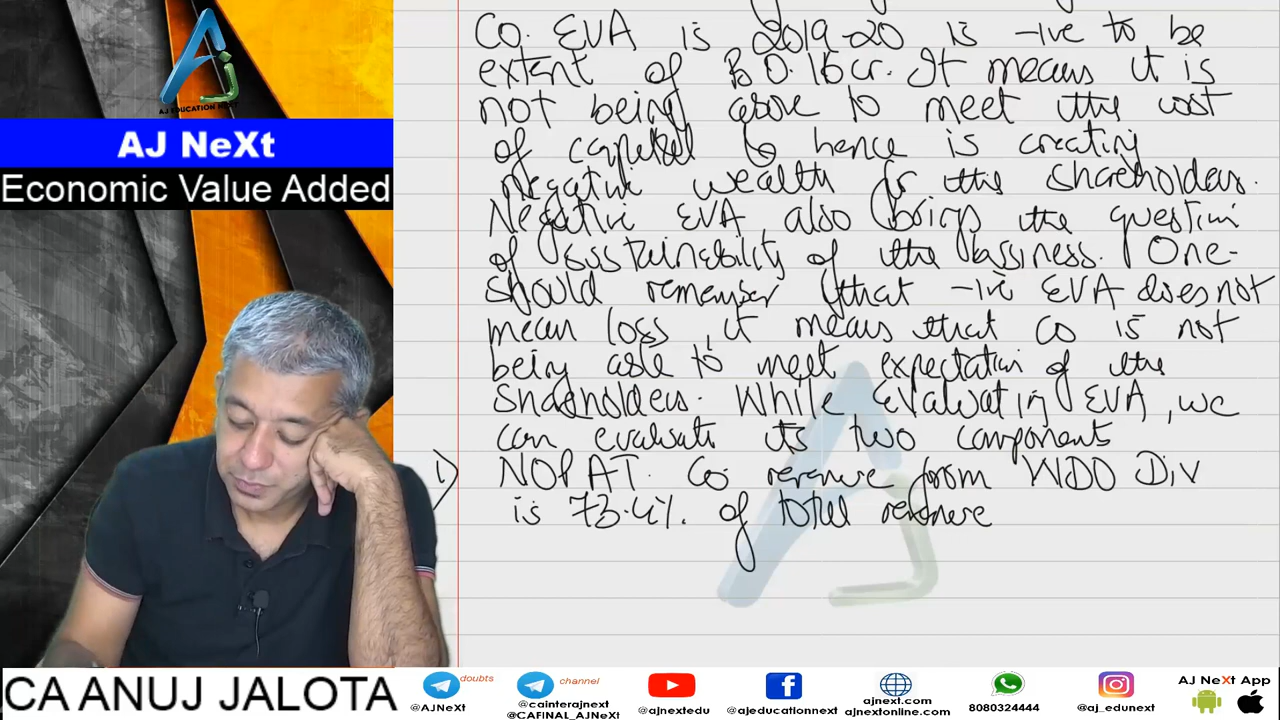 AJ EDUCATION NEXT
AJ NeXt
Economic Value Added
Co. EVA is 2019-20 is -ive to be
extent of Rs 0.16cr. It means it is
not being able to meet the cost
of capital & hence is creating
negative wealth for the shareholders.
Negative EVA also brings the question
of sustainability of the bussiness. One
should remember that -ive EVA does not
mean loss, it means that co is not
being able to meet expectation of the
shareholders. While Evaluating EVA, we
can evaluate its two components
1) NOPAT. Co revenue from WDO Div
is 73.4%. of total revenue
CA ANUJ JALOTA
doubts
@AJNeXt
channel
@cainterajnext
@CAFINAL_AJNeXt
@ajnextedu
@ajeducationnext
ajnext.com
ajnextonline.com
8080324444
@aj_edunext
AJ NeXt App